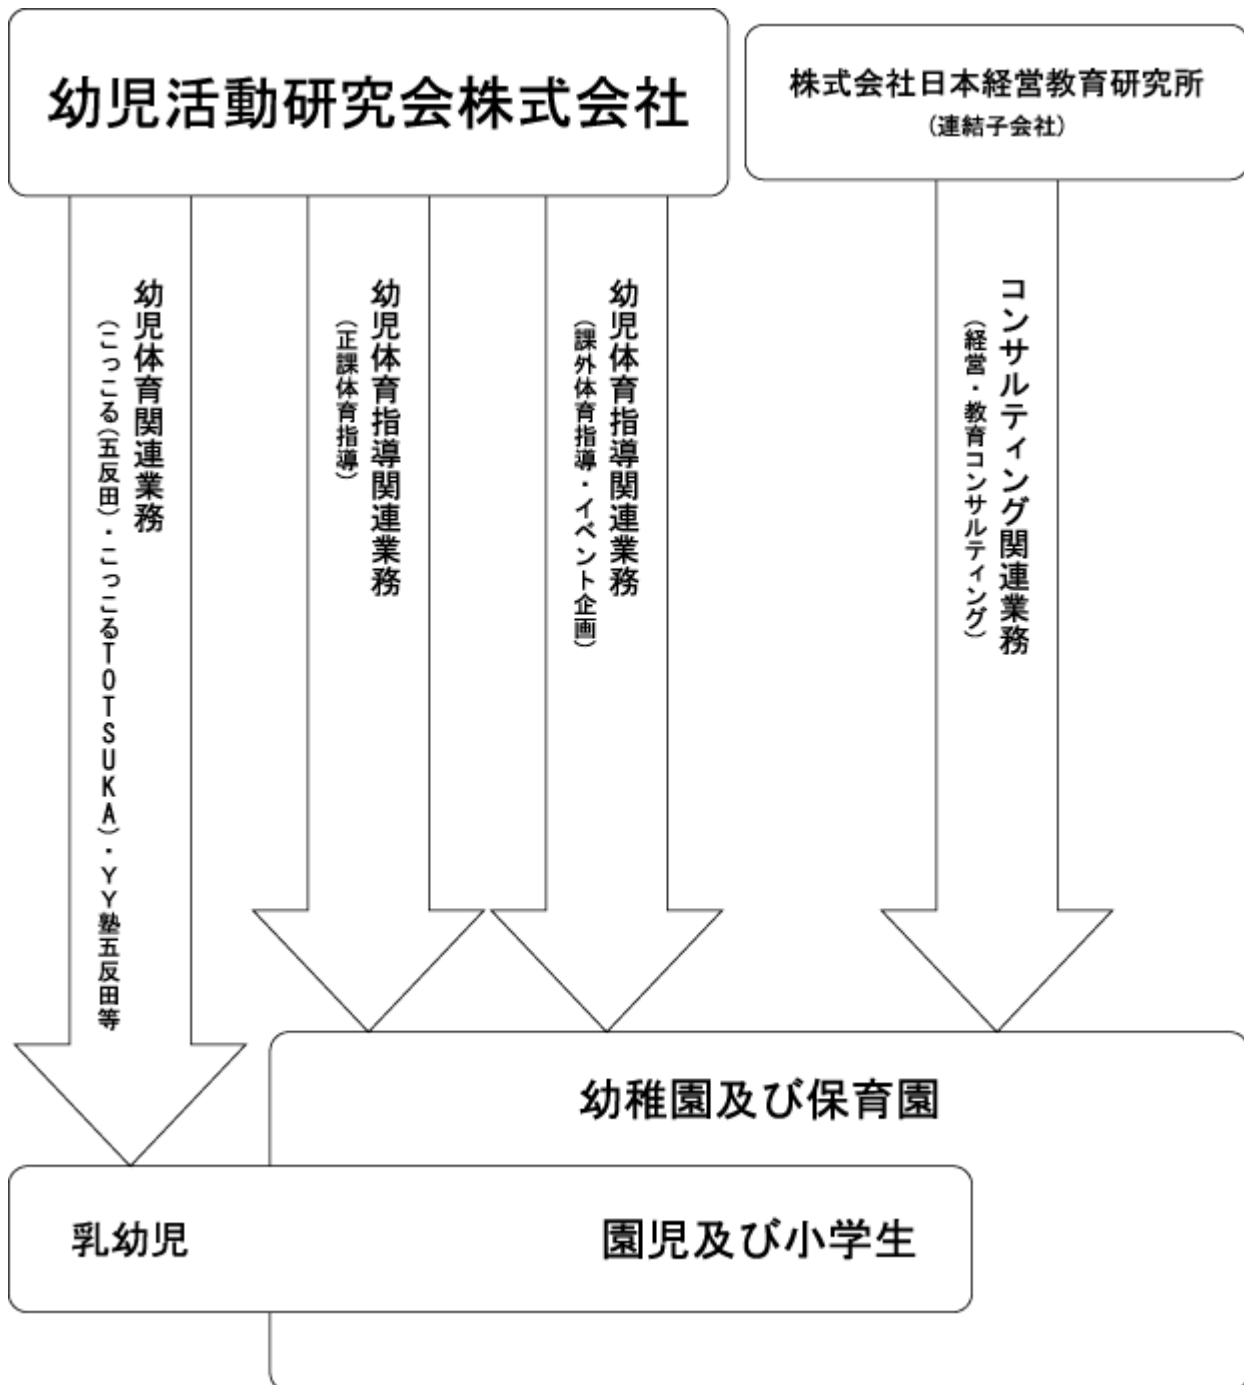 幼児活動研究会株式会社
株式会社日本経営教育研究所
(連結子会社)
幼児体育関連業務
(こっこる(五反田)・こっこるTOTSUKA)・YY塾五反田等
幼児体育指導関連業務
(正課体育指導)
幼児体育指導関連業務
(課外体育指導・イベント企画)
コンサルティング関連業務
(経営・教育コンサルティング)
幼稚園及び保育園
乳幼児
園児及び小学生